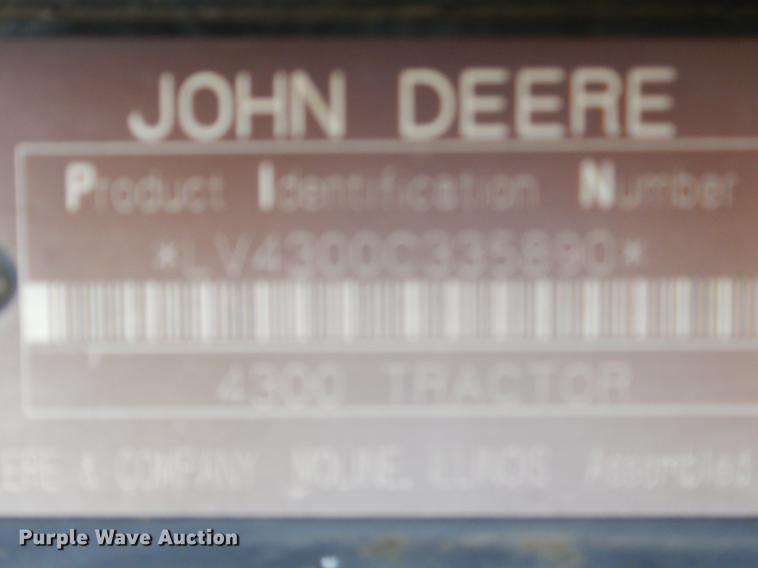 JOHN DEERE
Product Identification Number
*LV4300C335890*
4300 TRACTOR
ERE & COMPANY MOLINE, ILLINOIS Assembled
Purple Wave Auction